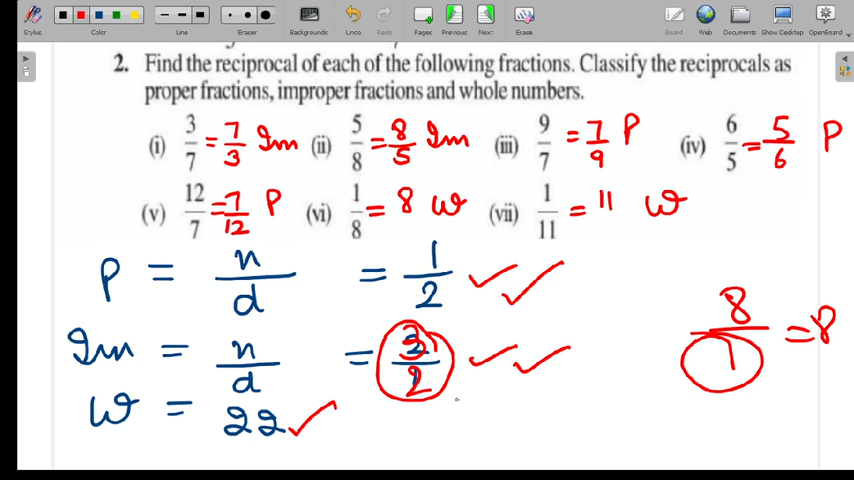 Stylus Color Line Eraser Backgrounds Undo Redo Pages Previous Next Erase Board Web Documents Show Desktop OpenBoard
2. Find the reciprocal of each of the following fractions. Classify the reciprocals as
proper fractions, improper fractions and whole numbers.
(i) 3/7 = 7/3 Im (ii) 5/8 = 8/5 Im (iii) 9/7 = 7/9 P (iv) 6/5 = 5/6 P
(v) 12/7 = 7/12 P (vi) 1/8 = 8 W (vii) 1/11 = 11 W
P = n/d = 1/2
8/1 = 8
Im = n/d = 3/2
W = 22